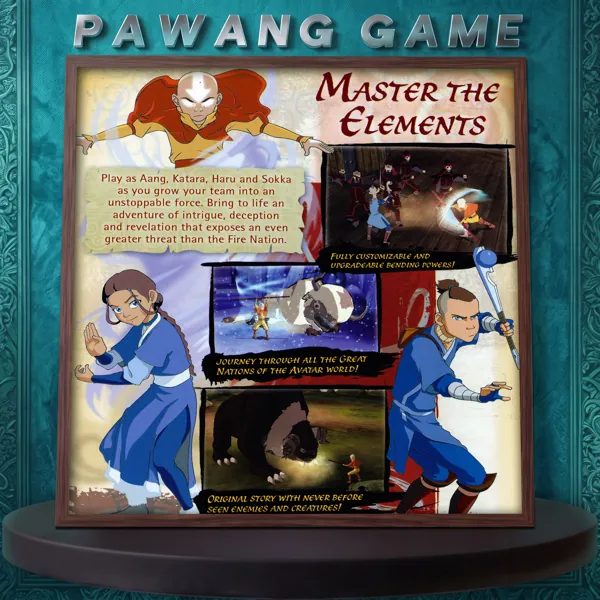 PAWANG GAME
MASTER THE
ELEMENTS
Play as Aang, Katara, Haru and Sokka
as you grow your team into an
unstoppable force. Bring to life an
adventure of intrigue, deception
and revelation that exposes an even
greater threat than the Fire Nation.
FULLY CUSTOMIZABLE AND
UPGRADEABLE BENDING POWERS!
JOURNEY THROUGH ALL THE GREAT
NATIONS OF THE AVATAR WORLD!
ORIGINAL STORY WITH NEVER BEFORE
SEEN ENEMIES AND CREATURES!